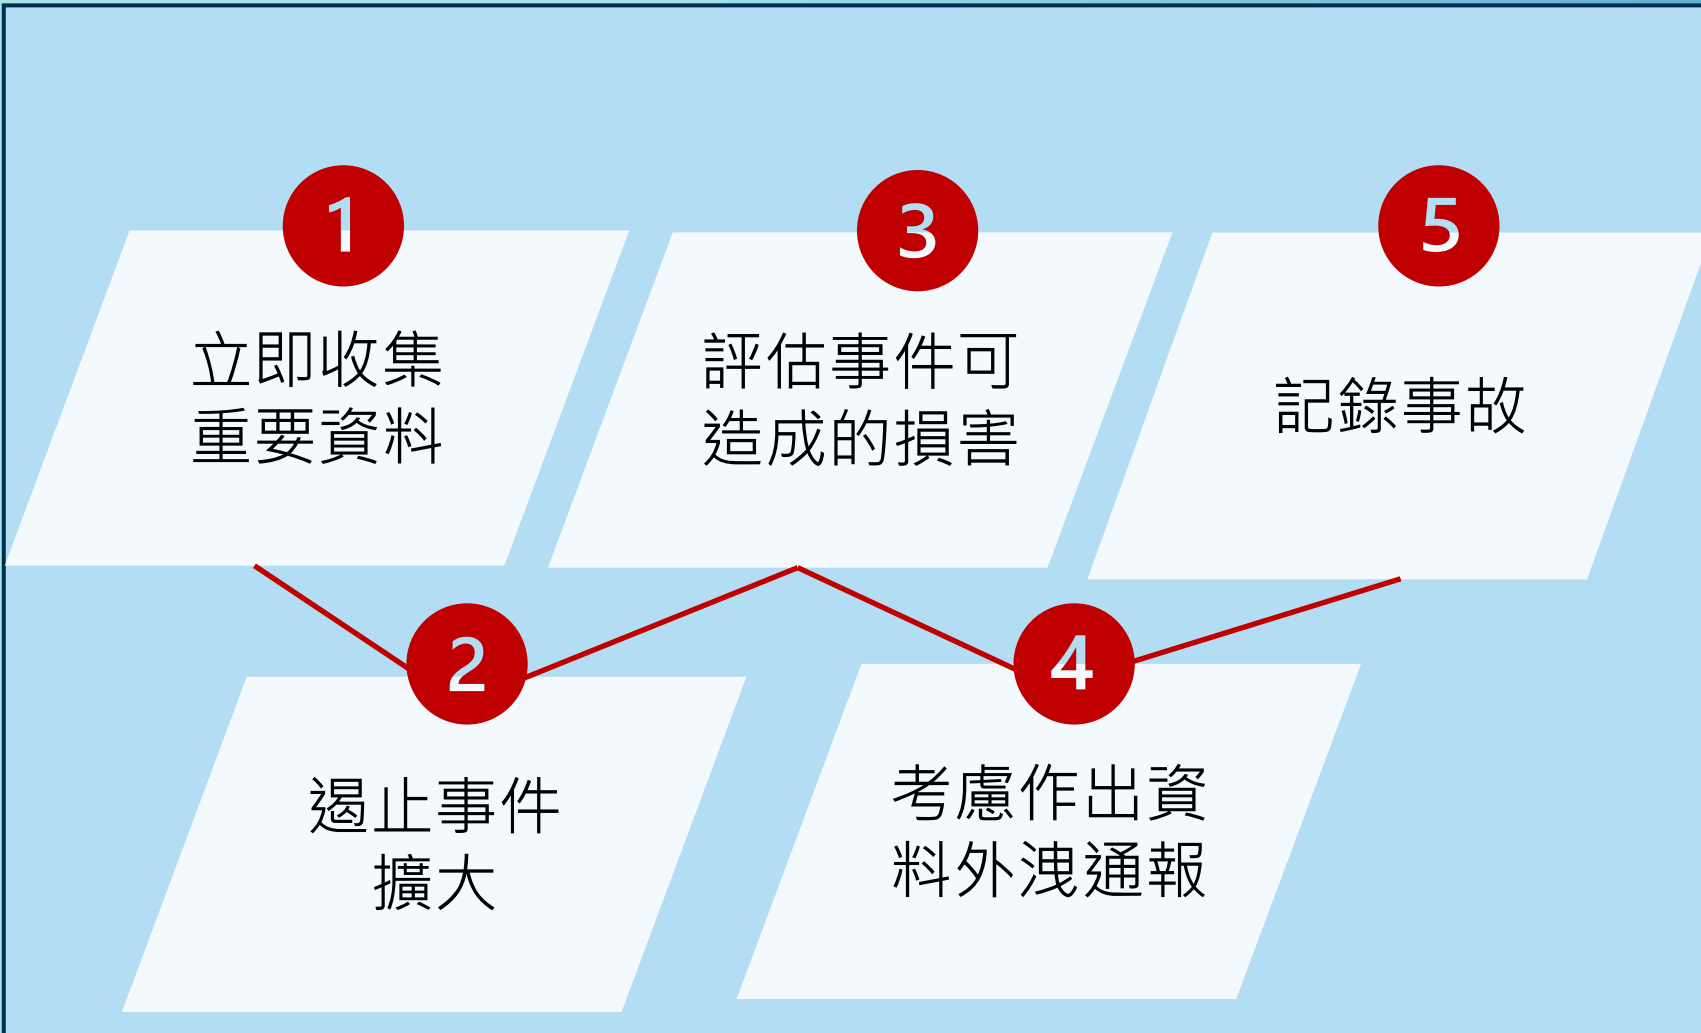 1
立即收集
重要資料
2
遏止事件
擴大
3
評估事件可
造成的損害
4
考慮作出資
料外洩通報
5
記錄事故